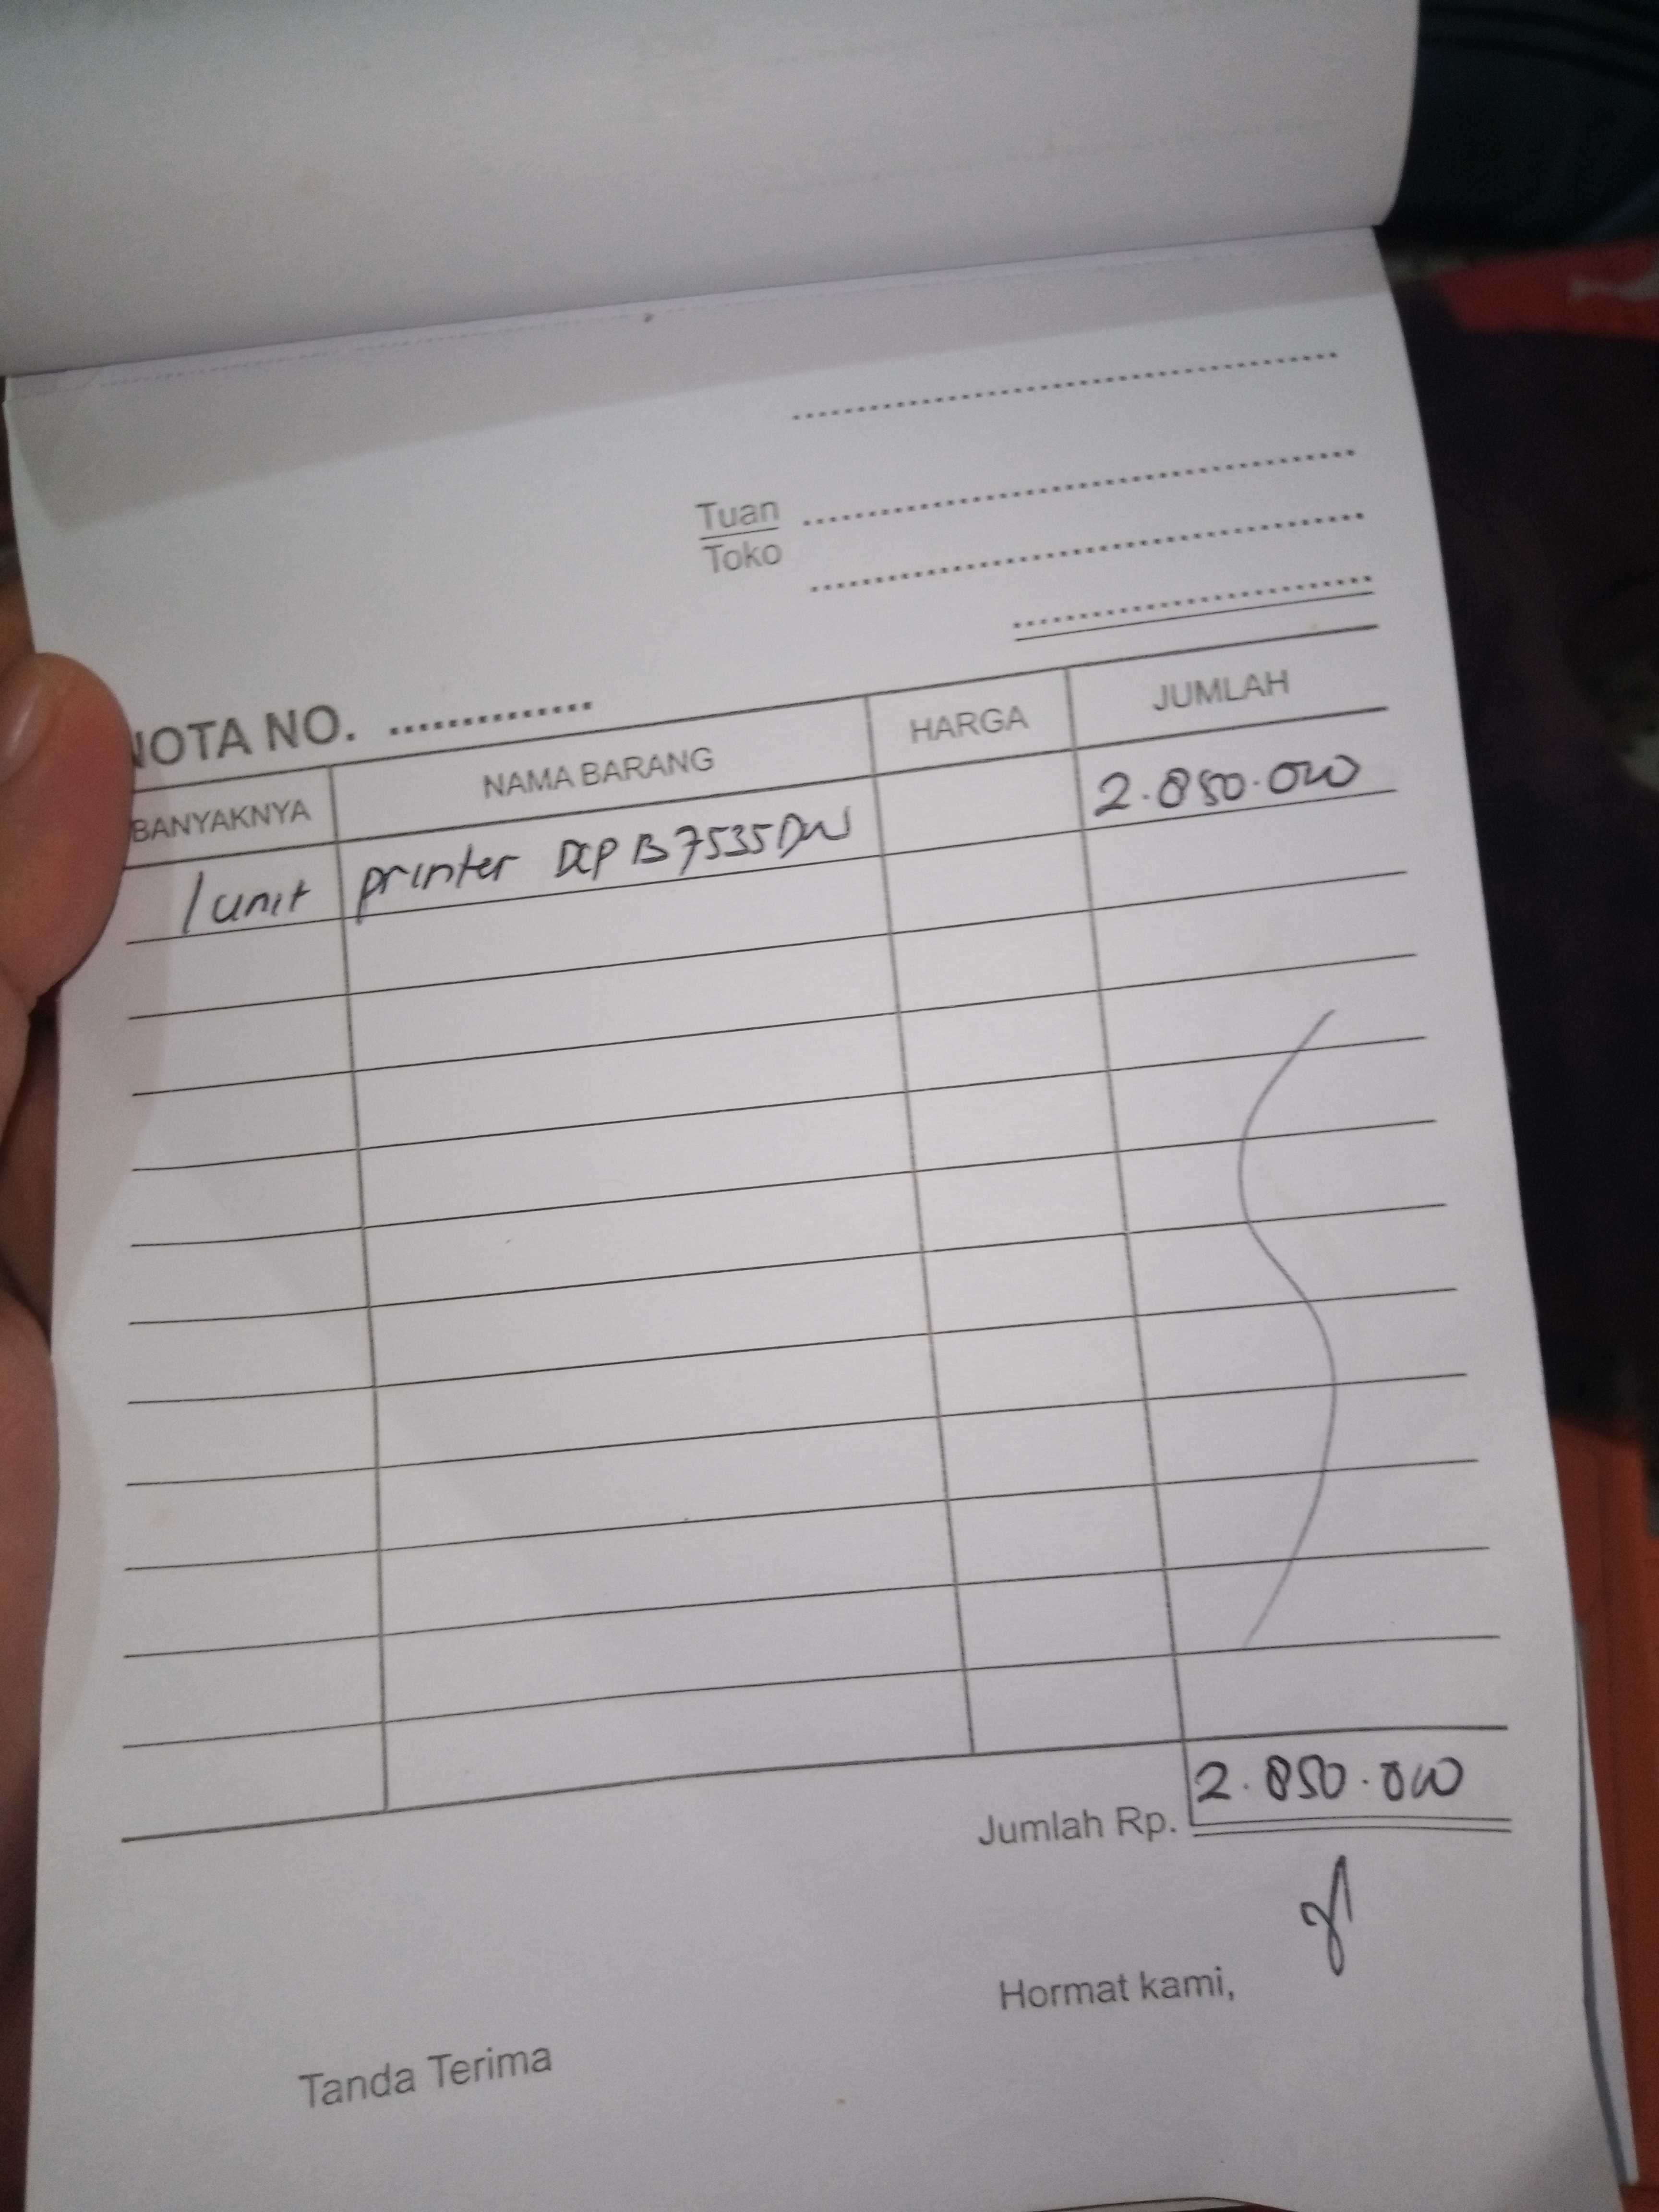 Tuan
Toko
NOTA NO. ..............
BANYAKNYA NAMA BARANG HARGA JUMLAH
1 unit printer DCP B7535DW 2.850.000
Jumlah Rp. 2.850.000
Hormat kami,
Tanda Terima